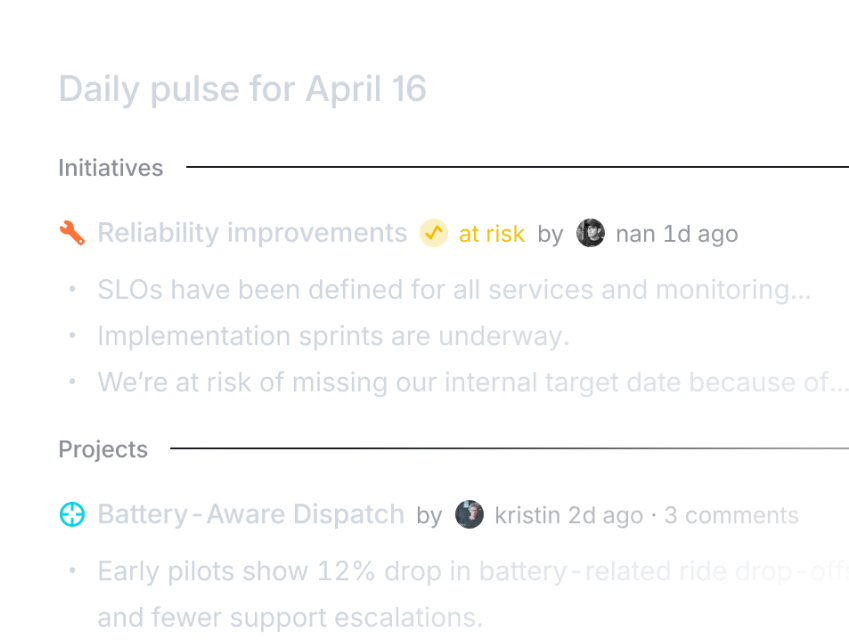 Daily pulse for April 16
Initiatives
Reliability improvements at risk by nan 1d ago
• SLOs have been defined for all services and monitoring...
• Implementation sprints are underway.
• We’re at risk of missing our internal target date because of...
Projects
Battery-Aware Dispatch by kristin 2d ago · 3 comments
• Early pilots show 12% drop in battery-related ride drop-offs
and fewer support escalations.